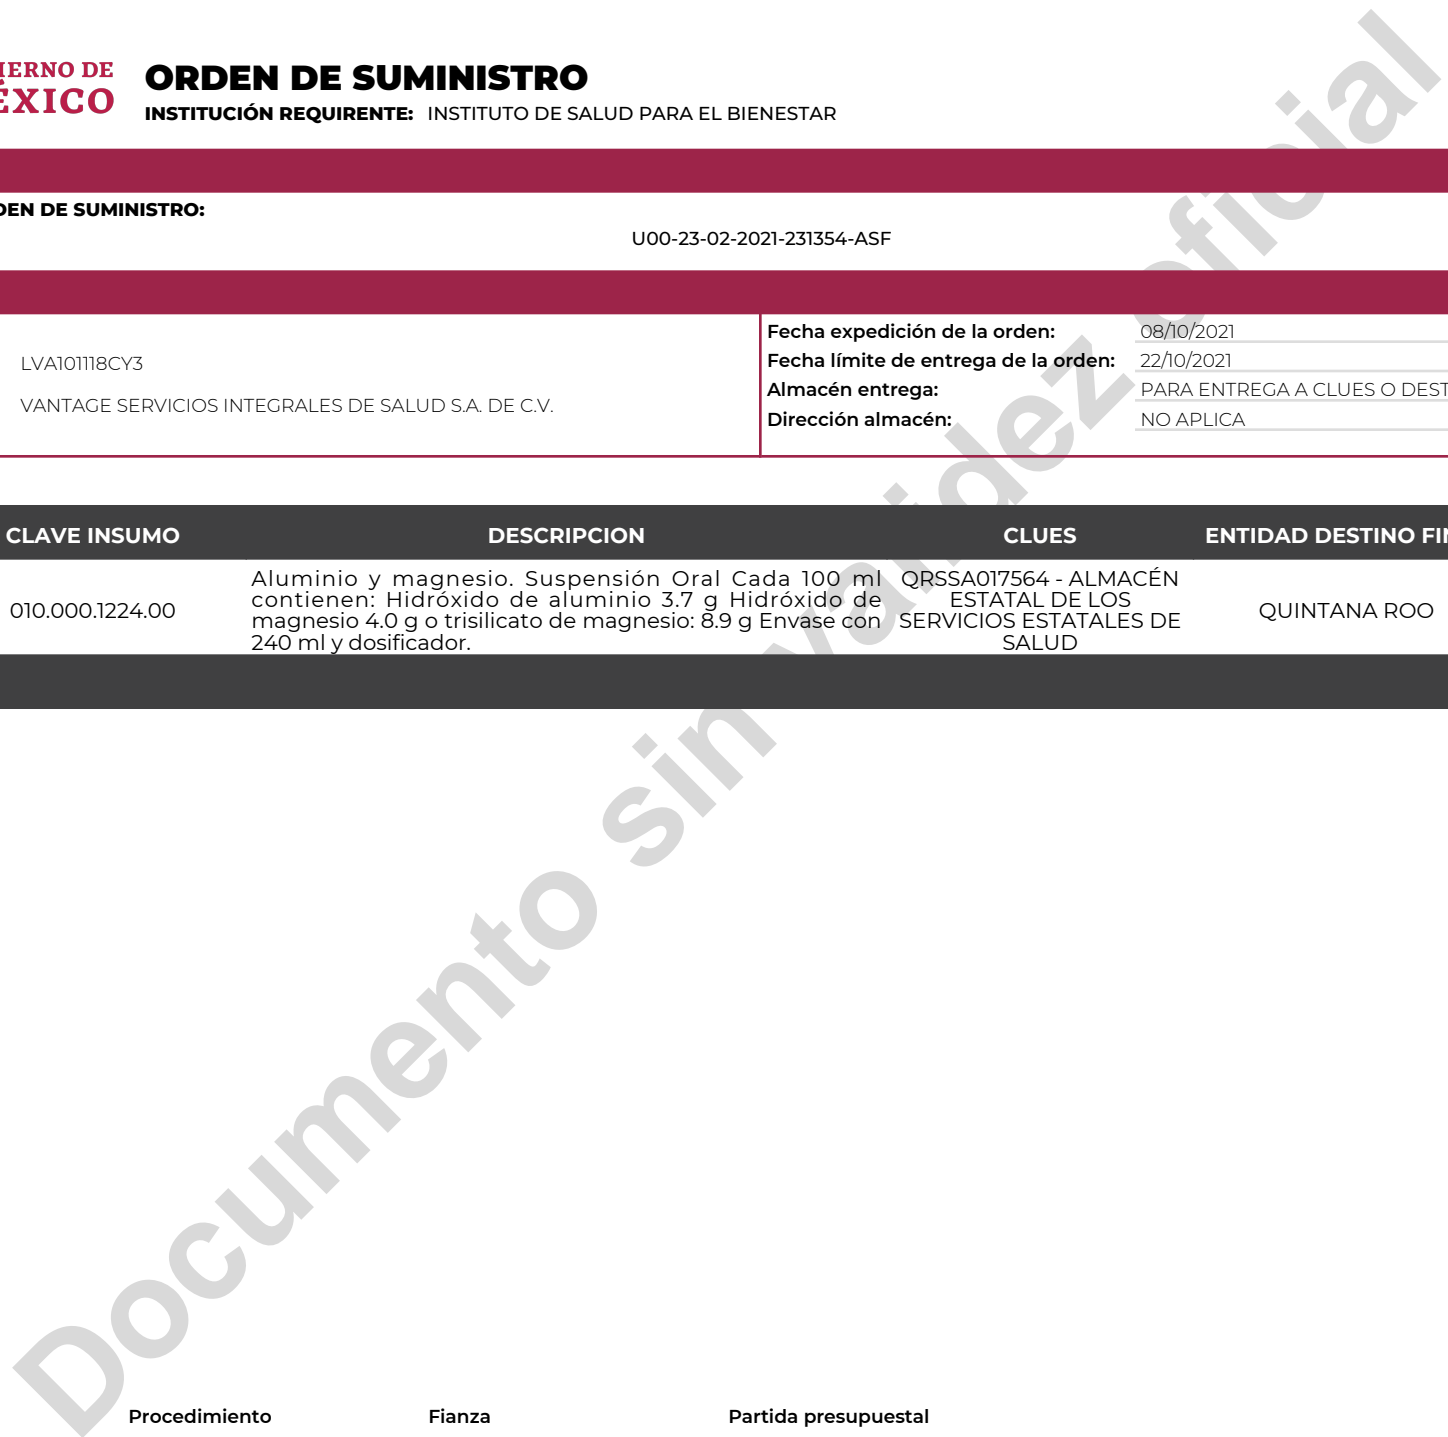 IERNO DE
ÉXICO
ORDEN DE SUMINISTRO
INSTITUCIÓN REQUIRENTE: INSTITUTO DE SALUD PARA EL BIENESTAR
DEN DE SUMINISTRO:
U00-23-02-2021-231354-ASF
LVA101118CY3
VANTAGE SERVICIOS INTEGRALES DE SALUD S.A. DE C.V.
Fecha expedición de la orden: 08/10/2021
Fecha límite de entrega de la orden: 22/10/2021
Almacén entrega: PARA ENTREGA A CLUES O DEST
Dirección almacén: NO APLICA
CLAVE INSUMO DESCRIPCION CLUES ENTIDAD DESTINO FIN
010.000.1224.00
Aluminio y magnesio. Suspensión Oral Cada 100 ml
contienen: Hidróxido de aluminio 3.7 g Hidróxido de
magnesio 4.0 g o trisilicato de magnesio: 8.9 g Envase con
240 ml y dosificador.
QRSSA017564 - ALMACÉN
ESTATAL DE LOS
SERVICIOS ESTATALES DE
SALUD
QUINTANA ROO
Documento sin validez oficial
Procedimiento Fianza Partida presupuestal